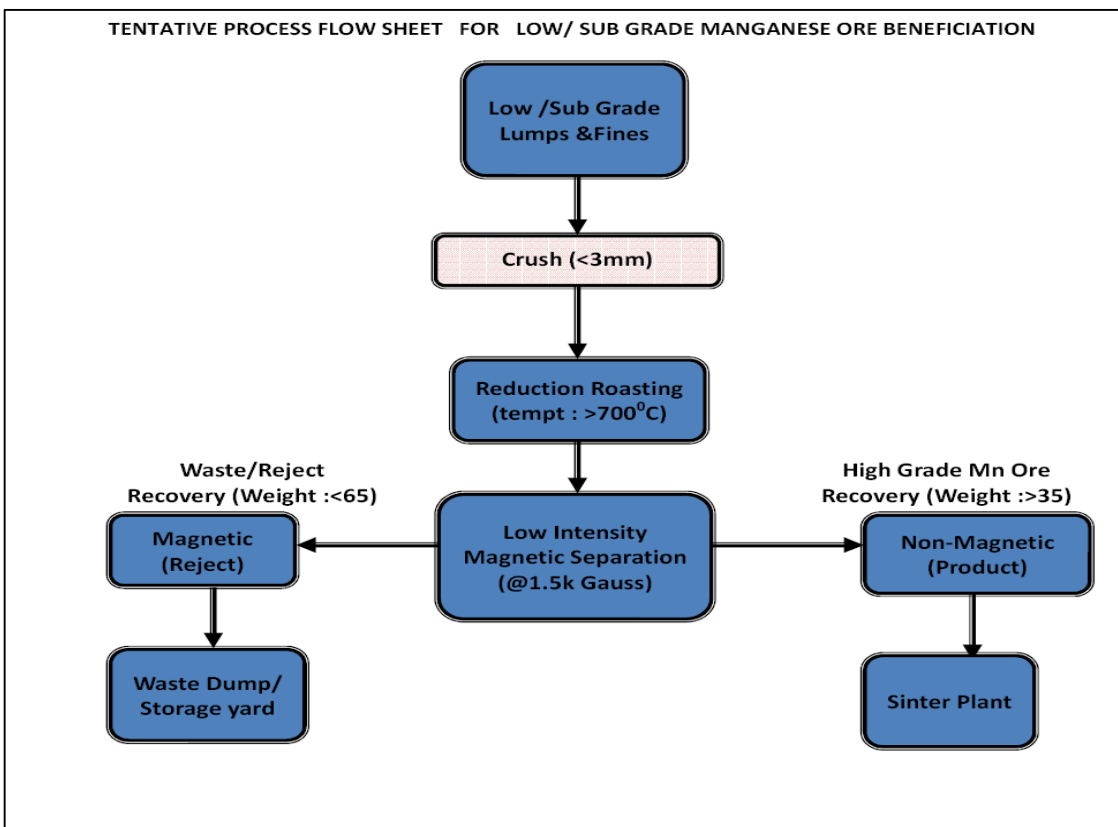 TENTATIVE PROCESS FLOW SHEET FOR LOW/ SUB GRADE MANGANESE ORE BENEFICIATION
Low /Sub Grade
Lumps &Fines
Crush (<3mm)
Reduction Roasting
(tempt : >700⁰C)
Waste/Reject
Recovery (Weight :<65)
High Grade Mn Ore
Recovery (Weight :>35)
Magnetic
(Reject)
Low Intensity
Magnetic Separation
(@1.5k Gauss)
Non-Magnetic
(Product)
Waste Dump/
Storage yard
Sinter Plant